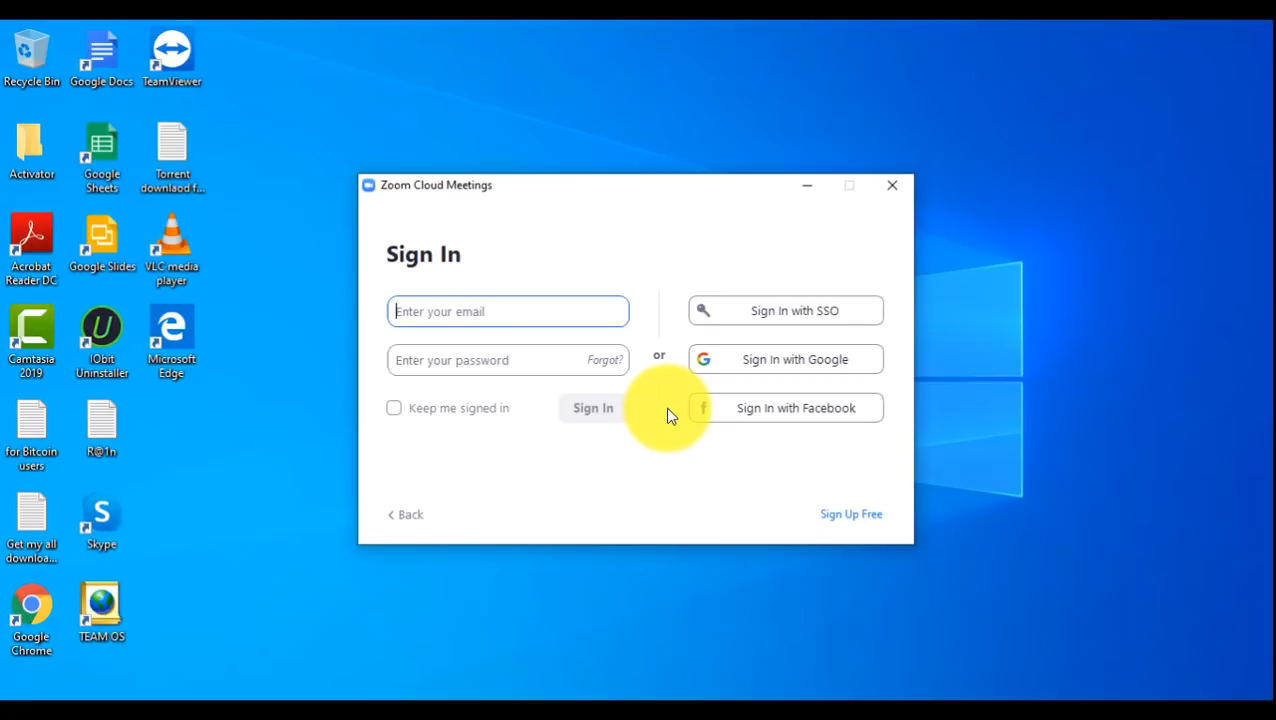 Recycle Bin
Google Docs
TeamViewer
Activator
Google
Sheets
Torrent
downlaod f...
Acrobat
Reader DC
Google Slides
VLC media
player
Camtasia
2019
IObit
Uninstaller
Microsoft
Edge
for Bitcoin
users
R@1n
Get my all
downloa...
Skype
Google
Chrome
TEAM OS
Zoom Cloud Meetings
Sign In
Enter your email
Enter your password
Forgot?
Keep me signed in
Sign In
or
Sign In with SSO
Sign In with Google
Sign In with Facebook
Back
Sign Up Free